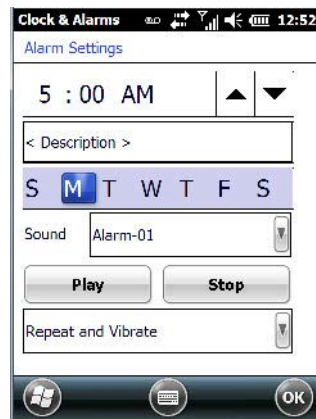 Clock & Alarms 12:52
Alarm Settings
5 : 00 AM
< Description >
S M T W T F S
Sound Alarm-01
Play Stop
Repeat and Vibrate
OK